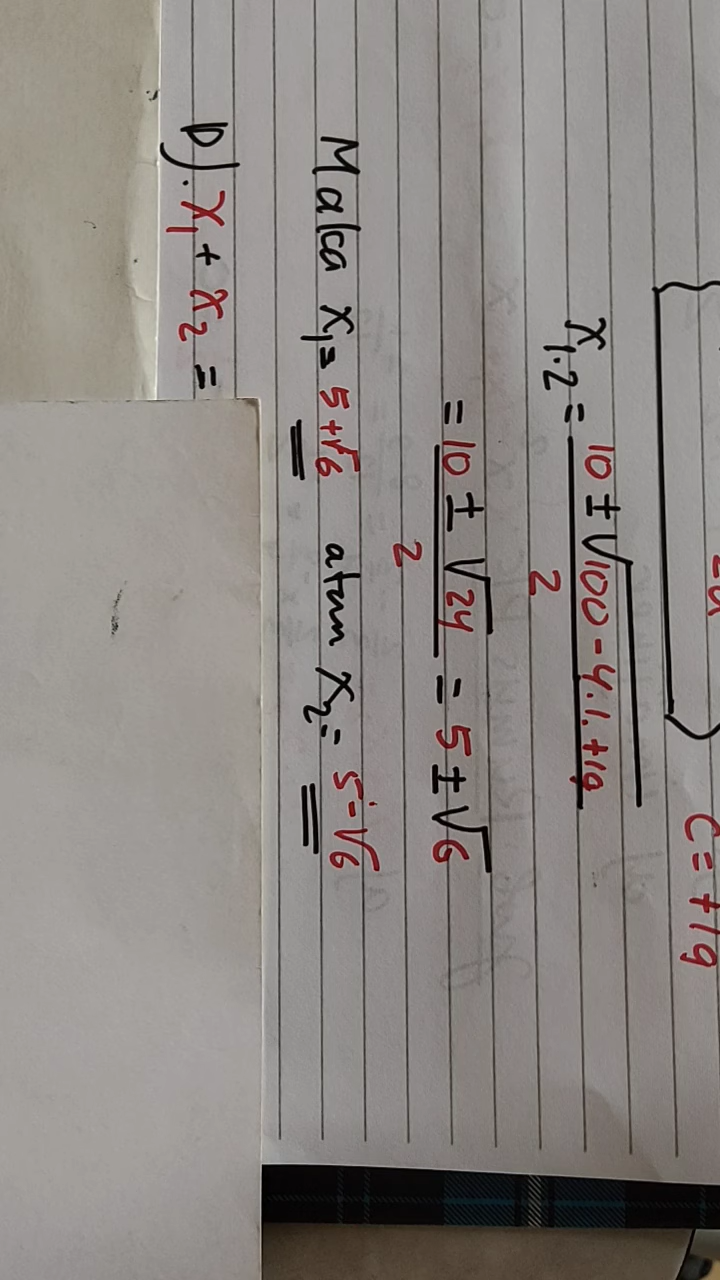 C = +19
x₁.₂ = 10 ± √100 - 4.1.+19 / 2
= 10 ± √24 / 2 = 5 ± √6
Maka x₁ = 5+√6 atau x₂ = 5-√6
b). x₁ + x₂ =